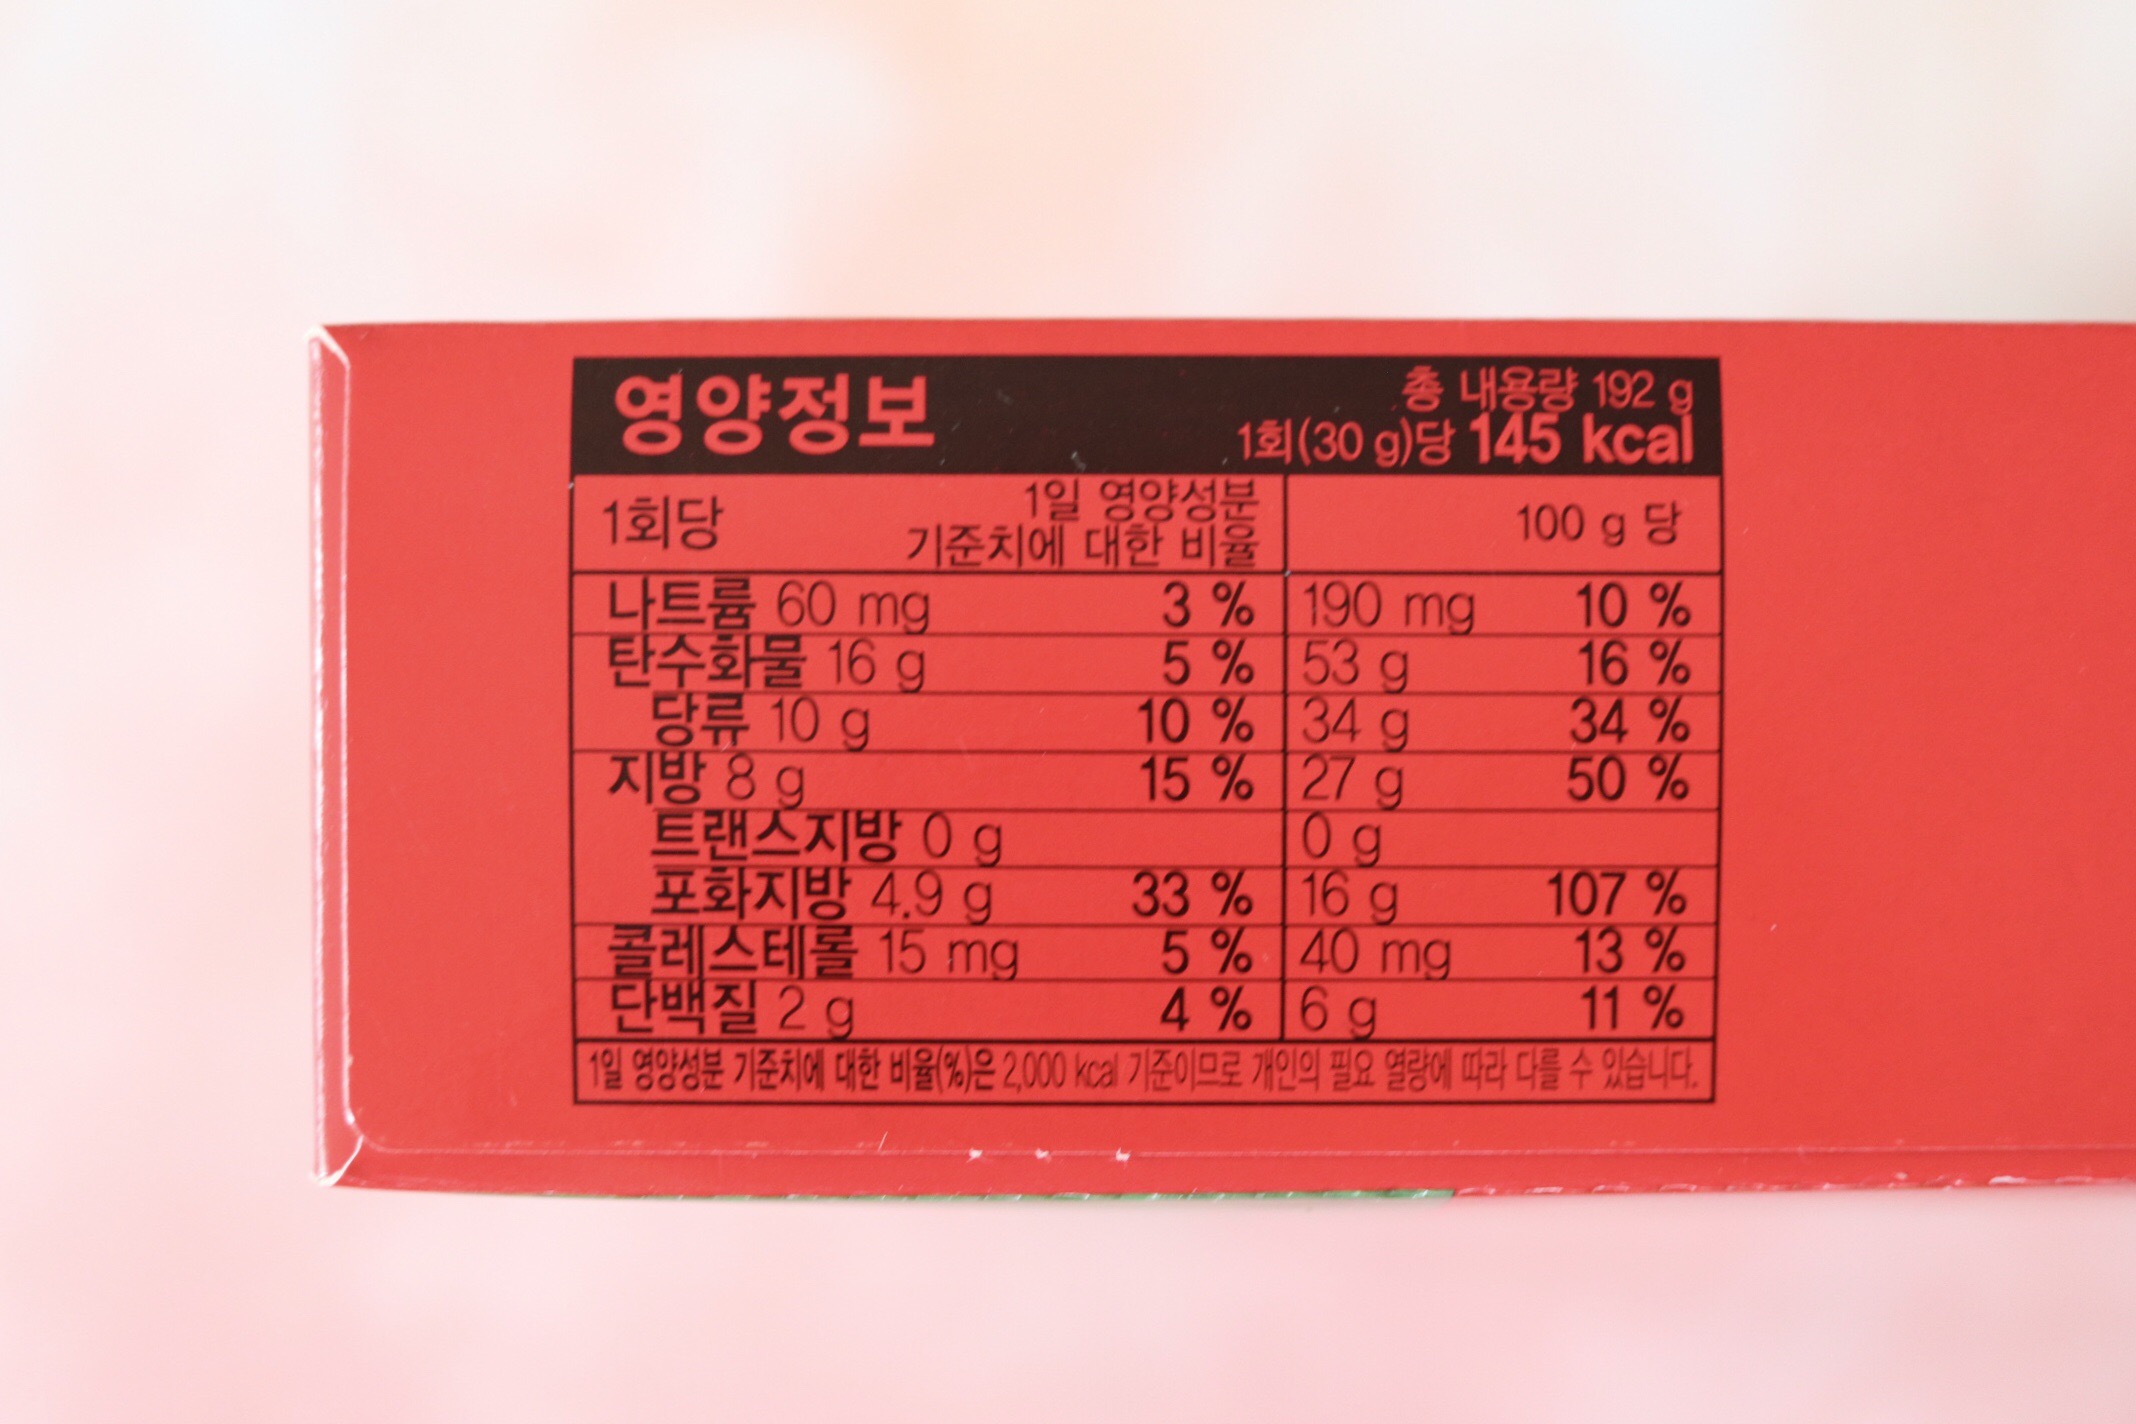 영양정보
총 내용량 192 g
1회(30 g)당 145 kcal
1회당 1일 영양성분 기준치에 대한 비율 100 g 당
나트륨 60 mg 3 % 190 mg 10 %
탄수화물 16 g 5 % 53 g 16 %
당류 10 g 10 % 34 g 34 %
지방 8 g 15 % 27 g 50 %
트랜스지방 0 g 0 g
포화지방 4.9 g 33 % 16 g 107 %
콜레스테롤 15 mg 5 % 40 mg 13 %
단백질 2 g 4 % 6 g 11 %
1일 영양성분 기준치에 대한 비율(%)은 2,000 kcal 기준이므로 개인의 필요 열량에 따라 다를 수 있습니다.